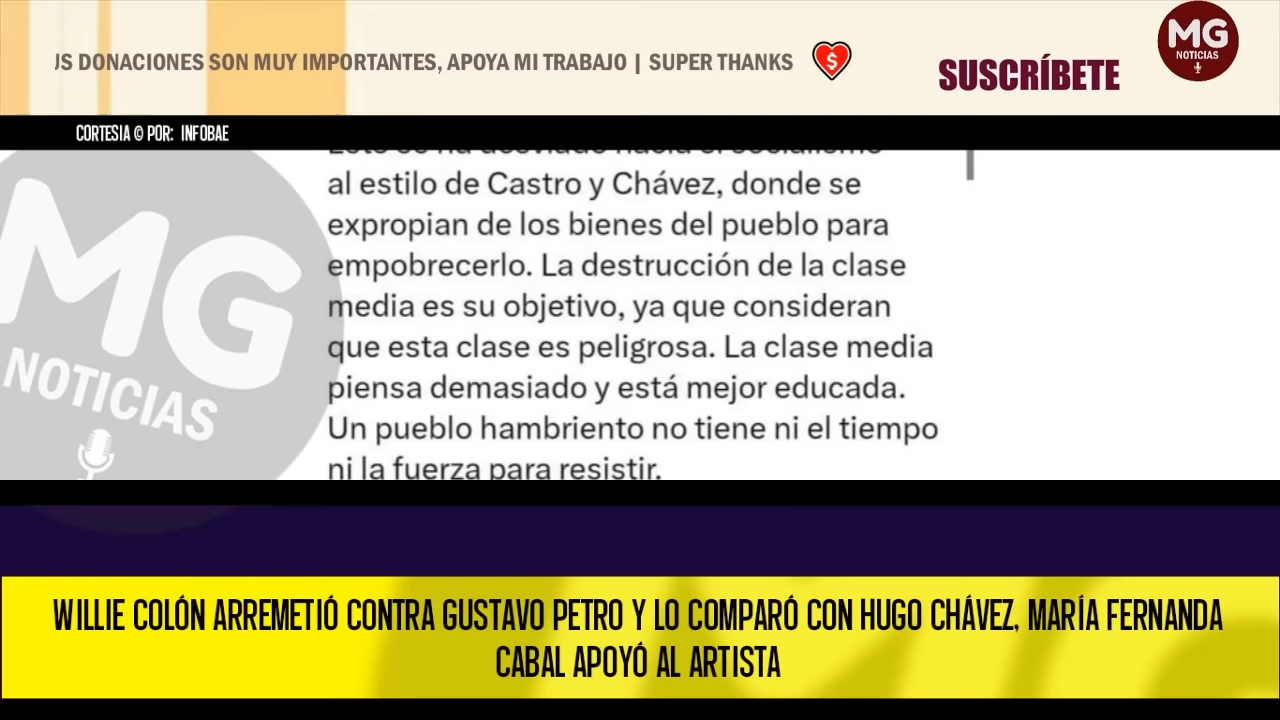 JS DONACIONES SON MUY IMPORTANTES, APOYA MI TRABAJO | SUPER THANKS
SUSCRÍBETE
MG
NOTICIAS
CORTESIA © POR: INFOBAE
al estilo de Castro y Chávez, donde se
expropian de los bienes del pueblo para
empobrecerlo. La destrucción de la clase
media es su objetivo, ya que consideran
que esta clase es peligrosa. La clase media
piensa demasiado y está mejor educada.
Un pueblo hambriento no tiene ni el tiempo
ni la fuerza para resistir.
MG
NOTICIAS
WILLIE COLÓN ARREMETIÓ CONTRA GUSTAVO PETRO Y LO COMPARÓ CON HUGO CHÁVEZ, MARÍA FERNANDA
CABAL APOYÓ AL ARTISTA